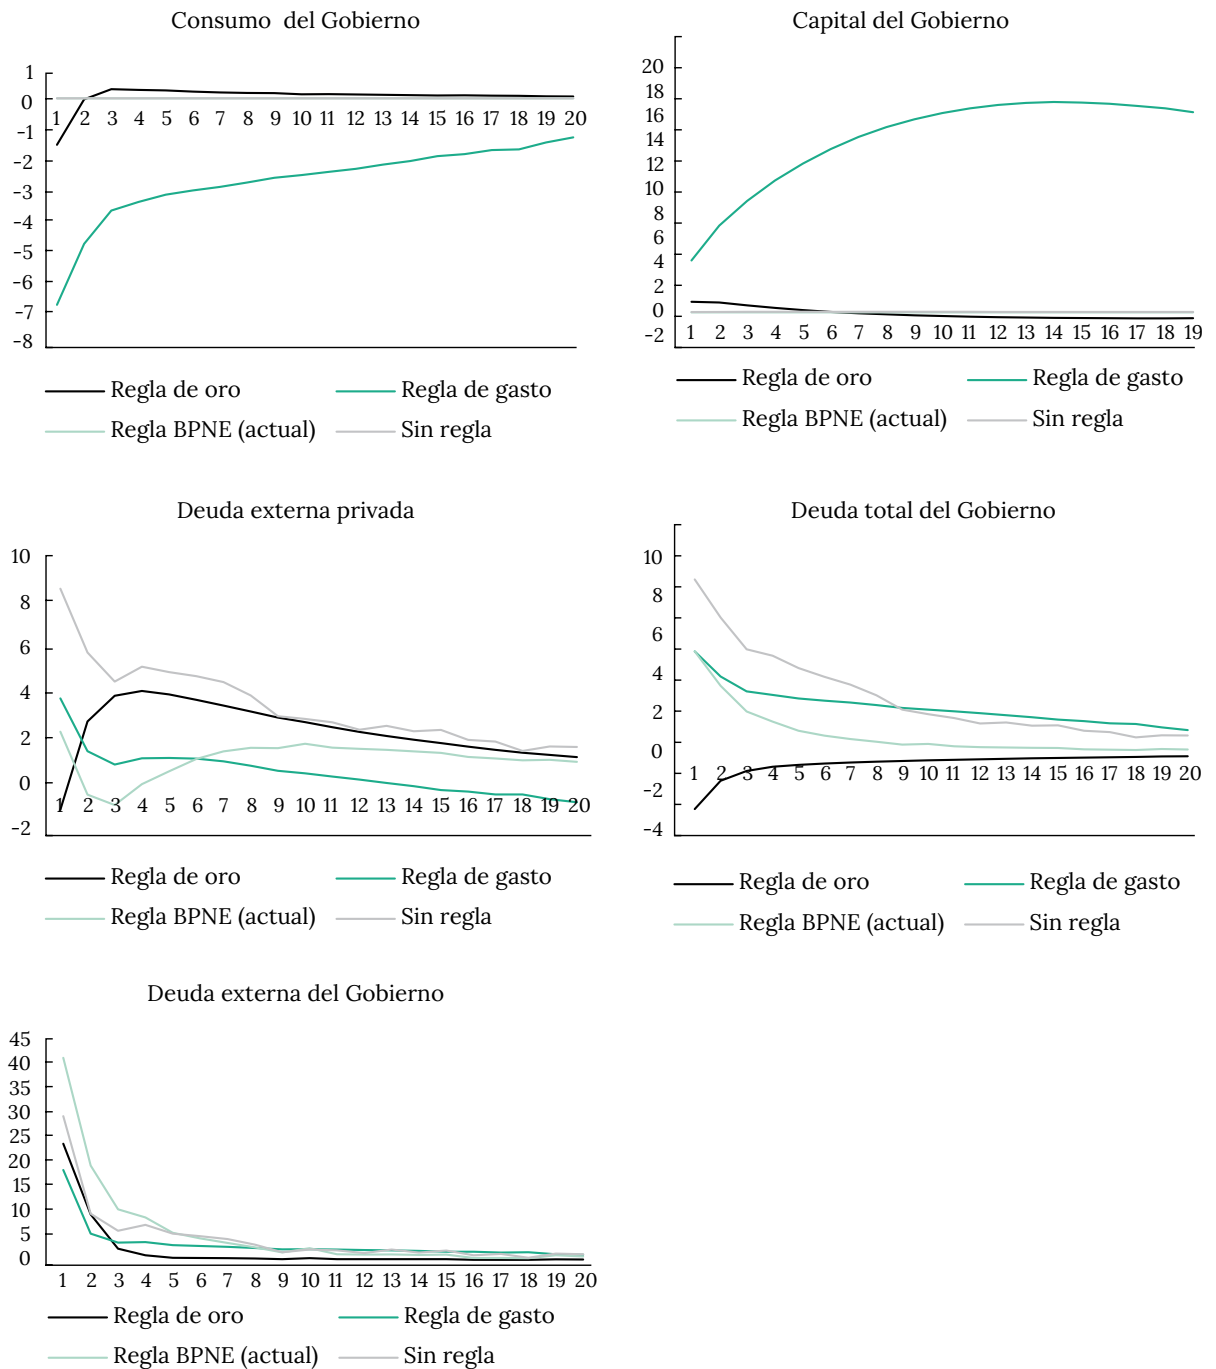 Consumo del Gobierno
1
0
-1
-2
-3
-4
-5
-6
-7
-8
1 2 3 4 5 6 7 8 9 10 11 12 13 14 15 16 17 18 19 20
Regla de oro
Regla de gasto
Regla BPNE (actual)
Sin regla
Capital del Gobierno
20
18
16
14
12
10
8
6
4
2
0
-2
1 2 3 4 5 6 7 8 9 10 11 12 13 14 15 16 17 18 19
Regla de oro
Regla de gasto
Regla BPNE (actual)
Sin regla
Deuda externa privada
10
8
6
4
2
0
-2
1 2 3 4 5 6 7 8 9 10 11 12 13 14 15 16 17 18 19 20
Regla de oro
Regla de gasto
Regla BPNE (actual)
Sin regla
Deuda total del Gobierno
10
8
6
4
2
0
-2
-4
1 2 3 4 5 6 7 8 9 10 11 12 13 14 15 16 17 18 19 20
Regla de oro
Regla de gasto
Regla BPNE (actual)
Sin regla
Deuda externa del Gobierno
45
40
35
30
25
20
15
10
5
0
1 2 3 4 5 6 7 8 9 10 11 12 13 14 15 16 17 18 19 20
Regla de oro
Regla de gasto
Regla BPNE (actual)
Sin regla